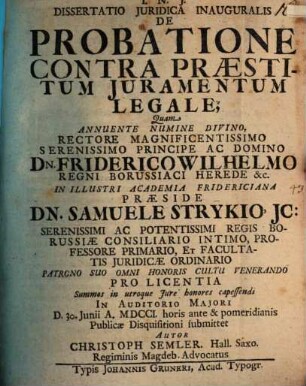 I. N. J.
DISSERTATIO JURIDICA INAUGURALIS
DE
PROBATIONE
CONTRA PRÆSTI-
TUM JURAMENTUM
LEGALE,
Quam
ANNUENTE NUMINE DIVINO,
RECTORE MAGNIFICENTISSIMO
SERENISSIMO PRINCIPE AC DOMINO
DN. FRIDERICO WILHELMO
REGNI BORUSSIACI HEREDE &c.
IN ILLUSTRI ACADEMIA FRIDERICIANA
PRÆSIDE
DN. SAMUELE STRYKIO, JC:
SERENISSIMI AC POTENTISSIMI REGIS BO-
RUSSIÆ CONSILIARIO INTIMO, PRO-
FESSORE PRIMARIO, ET FACULTA-
TIS JURIDICÆ ORDINARIO
PATRONO SUO OMNI HONORIS CULTU VENERANDO
PRO LICENTIA
Summos in utroque Jure honores capessendi
IN AUDITORIO MAJORI
D. 30. Junii A. MDCCI. horis ante & pomeridianis
Publicæ Disquisitioni submittet
AUTOR
CHRISTOPH SEMLER. Hall. Saxo.
Regiminis Magdeb. Advocatus
Typis JOHANNIS GRUNERI, Acad. Typogr.